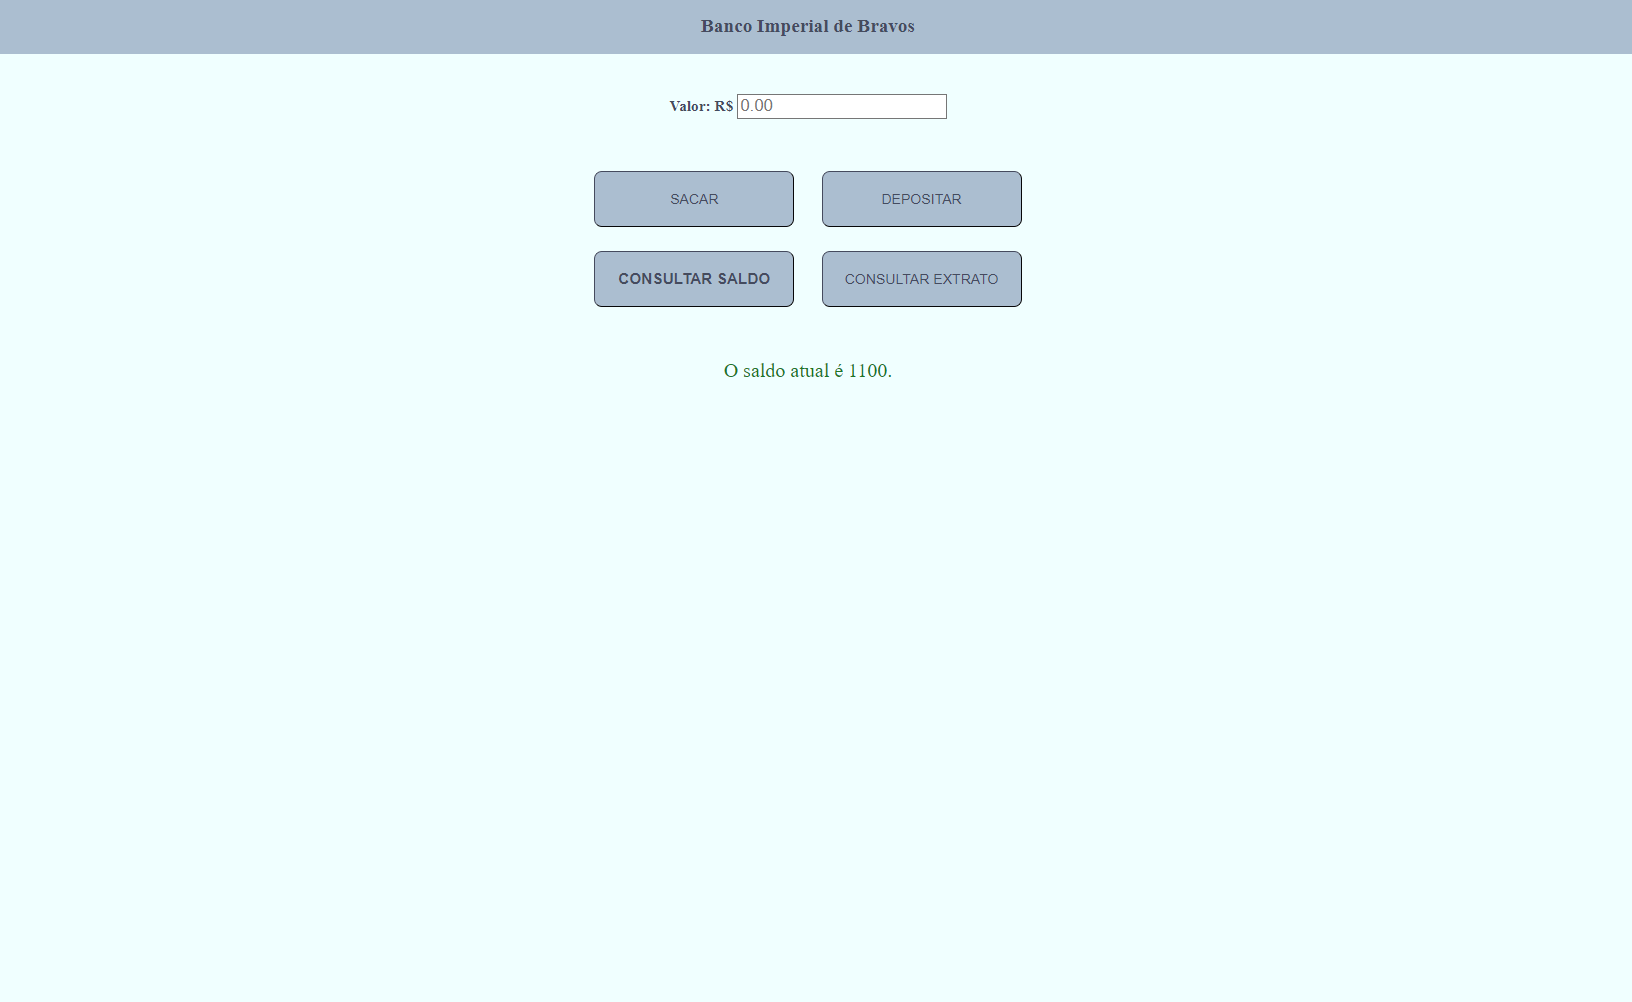 Banco Imperial de Bravos
Valor: R$ 0.00
SACAR DEPOSITAR
CONSULTAR SALDO CONSULTAR EXTRATO
O saldo atual é 1100.